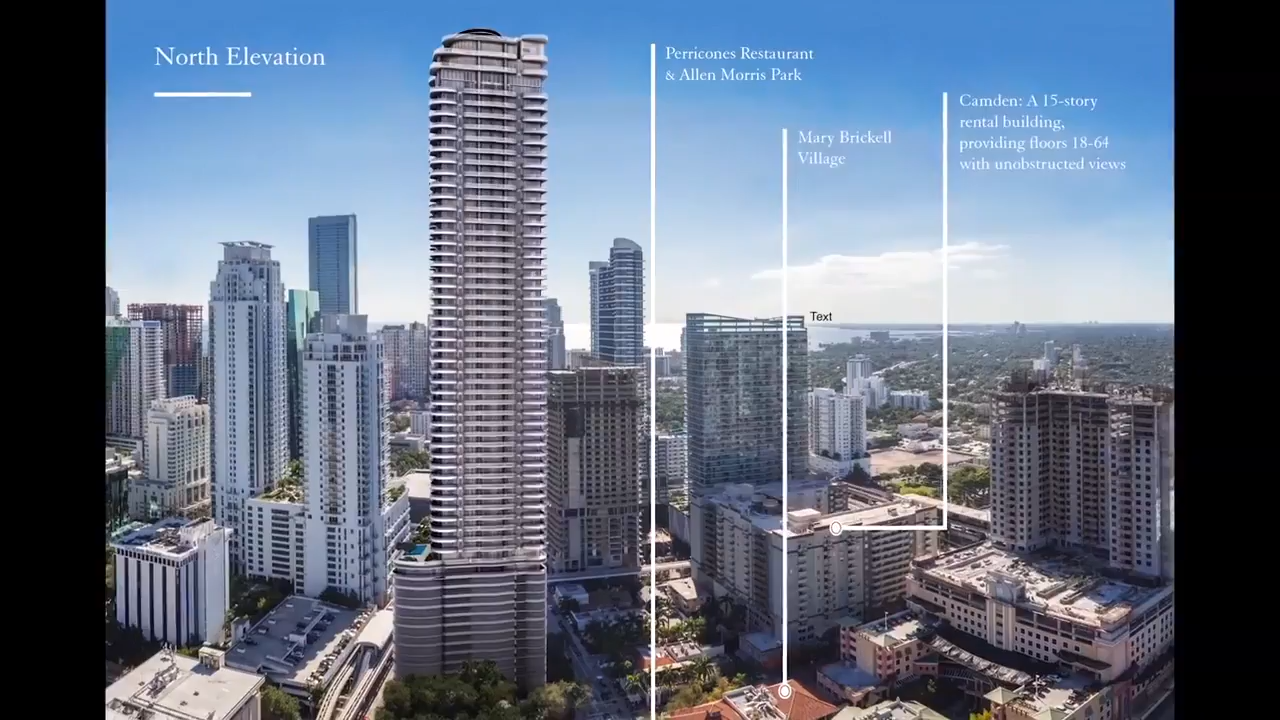 North Elevation
Perricones Restaurant
& Allen Morris Park
Mary Brickell
Village
Camden: A 15-story
rental building,
providing floors 18-64
with unobstructed views
Text